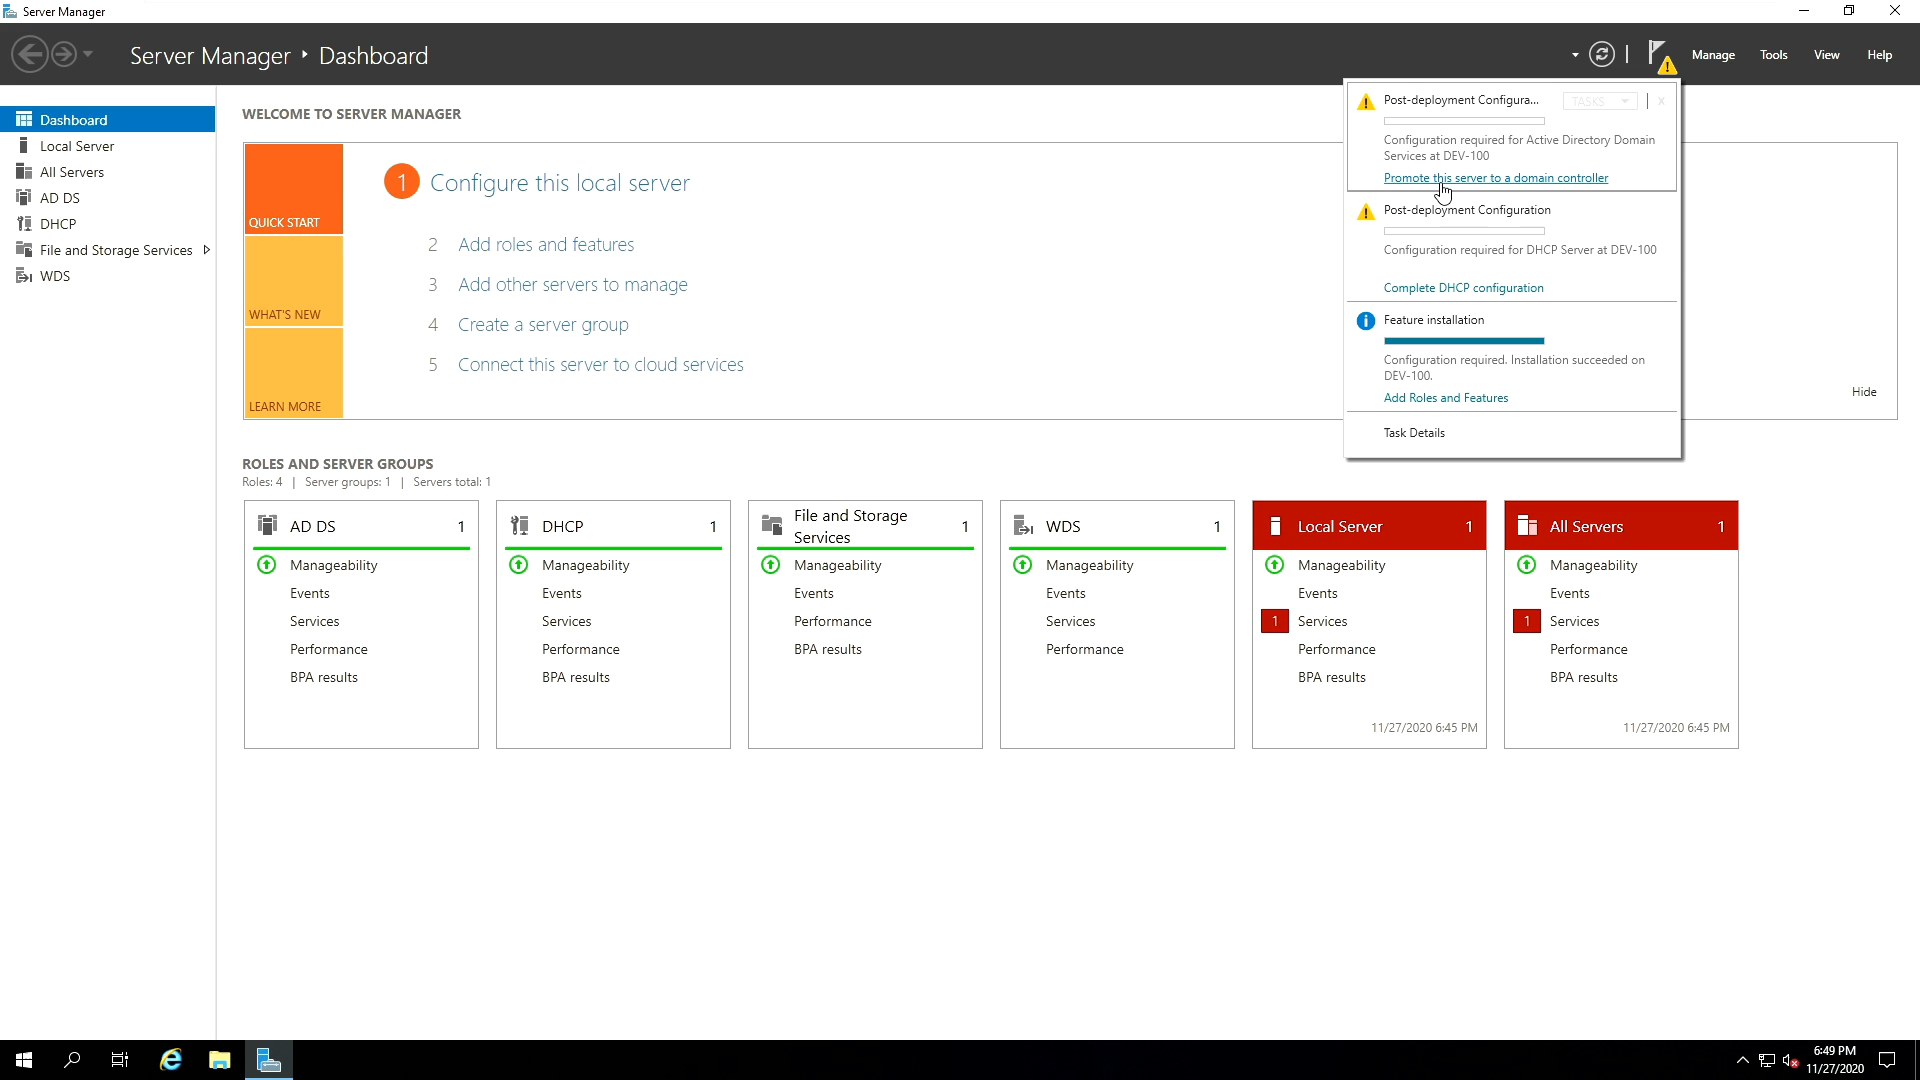 Server Manager
Server Manager ‣ Dashboard
Manage
Tools
View
Help
Dashboard
Local Server
All Servers
AD DS
DHCP
File and Storage Services
WDS
WELCOME TO SERVER MANAGER
QUICK START
WHAT'S NEW
LEARN MORE
1 Configure this local server
2 Add roles and features
3 Add other servers to manage
4 Create a server group
5 Connect this server to cloud services
Hide
Post-deployment Configura...
TASKS
X
Configuration required for Active Directory Domain
Services at DEV-100
Promote this server to a domain controller
Post-deployment Configuration
Configuration required for DHCP Server at DEV-100
Complete DHCP configuration
Feature installation
Configuration required. Installation succeeded on
DEV-100.
Add Roles and Features
Task Details
ROLES AND SERVER GROUPS
Roles: 4 | Server groups: 1 | Servers total: 1
AD DS 1
Manageability
Events
Services
Performance
BPA results
DHCP 1
Manageability
Events
Services
Performance
BPA results
File and Storage
Services
1
Manageability
Events
Performance
BPA results
WDS 1
Manageability
Events
Services
Performance
Local Server 1
Manageability
Events
1 Services
Performance
BPA results
11/27/2020 6:45 PM
All Servers 1
Manageability
Events
1 Services
Performance
BPA results
11/27/2020 6:45 PM
6:49 PM
11/27/2020